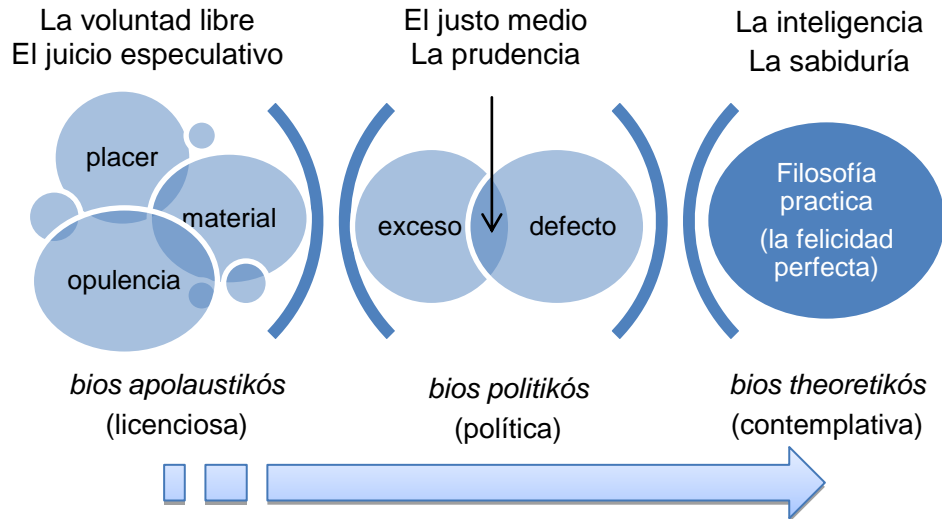 La voluntad libre
El juicio especulativo
placer
material
opulencia
bios apolaustikós
(licenciosa)
El justo medio
La prudencia
exceso
defecto
bios politikós
(política)
La inteligencia
La sabiduría
Filosofía
practica
(la felicidad
perfecta)
bios theoretikós
(contemplativa)